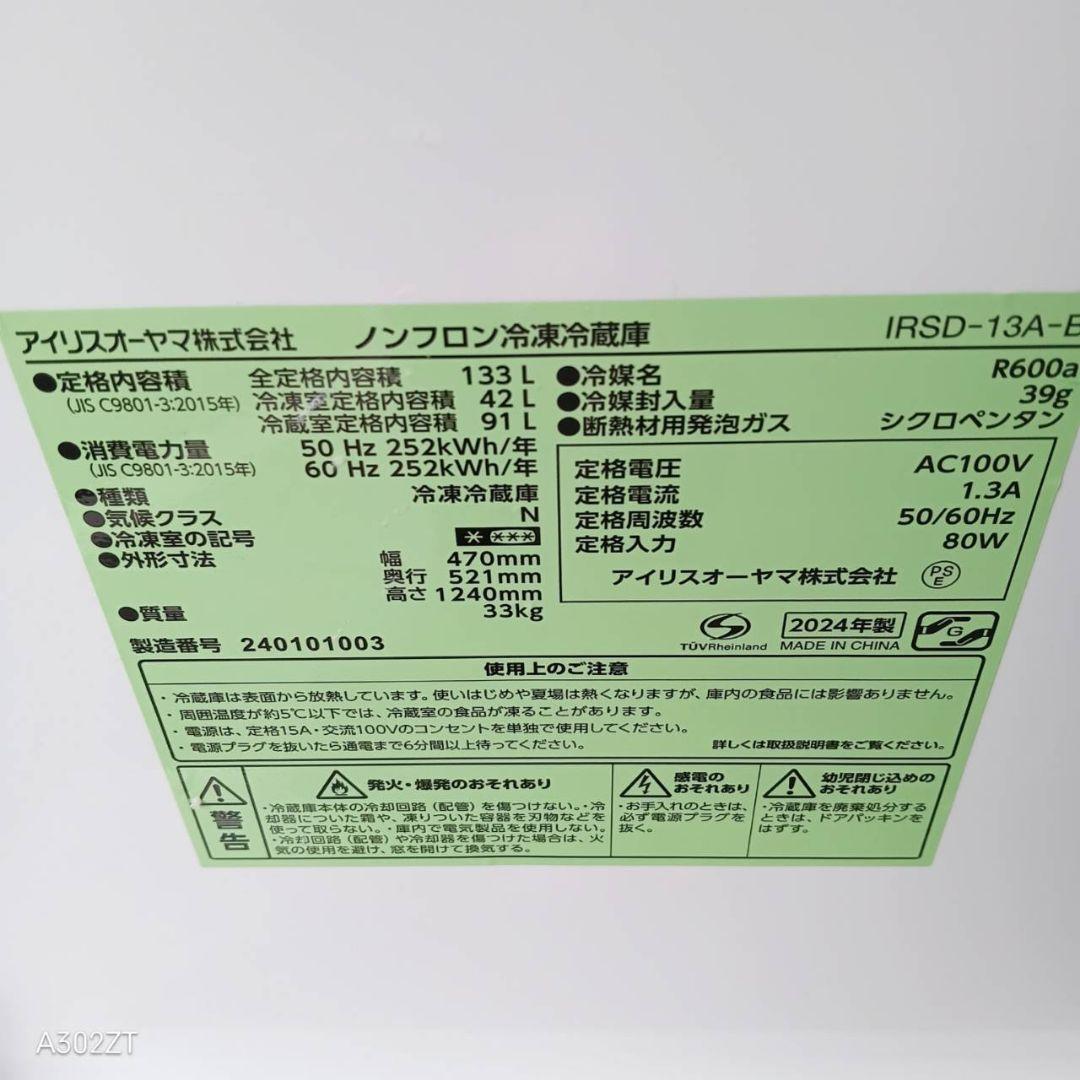 アイリスオーヤマ株式会社 ノンフロン冷凍冷蔵庫 IRSD-13A-B
●定格内容積 全定格内容積 133 L
(JIS C9801-3:2015年) 冷凍室定格内容積 42 L
冷蔵室定格内容積 91 L
●消費電力量 50 Hz 252kWh/年
(JIS C9801-3:2015年) 60 Hz 252kWh/年
●種類 冷凍冷蔵庫
●気候クラス N
●冷凍室の記号
●外形寸法 幅 470mm
奥行 521mm
高さ 1240mm
●質量 33kg
製造番号 240101003
●冷媒名 R600a
●冷媒封入量 39g
●断熱材用発泡ガス シクロペンタン
定格電圧 AC100V
定格電流 1.3A
定格周波数 50/60Hz
定格入力 80W
アイリスオーヤマ株式会社 PSE
TÜVRheinland
2024年製
MADE IN CHINA
G
使用上のご注意
・冷蔵庫は表面から放熱しています。使いはじめや夏場は熱くなりますが、庫内の食品には影響ありません。
・周囲温度が約5℃以下では、冷蔵室の食品が凍ることがあります。
・電源は、定格15A・交流100Vのコンセントを単独で使用してください。
・電源プラグを抜いたら通電まで6分間以上待ってください。 詳しくは取扱説明書をご覧ください。
警告
発火・爆発のおそれあり
・冷蔵庫本体の冷却回路（配管）を傷つけない。・冷
却器についた霜や、凍りついた容器を刃物などを
使って取らない。・庫内で電気製品を使用しない。
・冷却回路（配管）や冷却器を傷つけた場合は、火
気の使用を避け、窓を開けて換気する。
感電の
おそれあり
・お手入れのときは、
必ず電源プラグを
抜く。
幼児閉じ込めの
おそれあり
・冷蔵庫を廃棄処分する
ときは、ドアパッキンを
はずす。
A302ZT